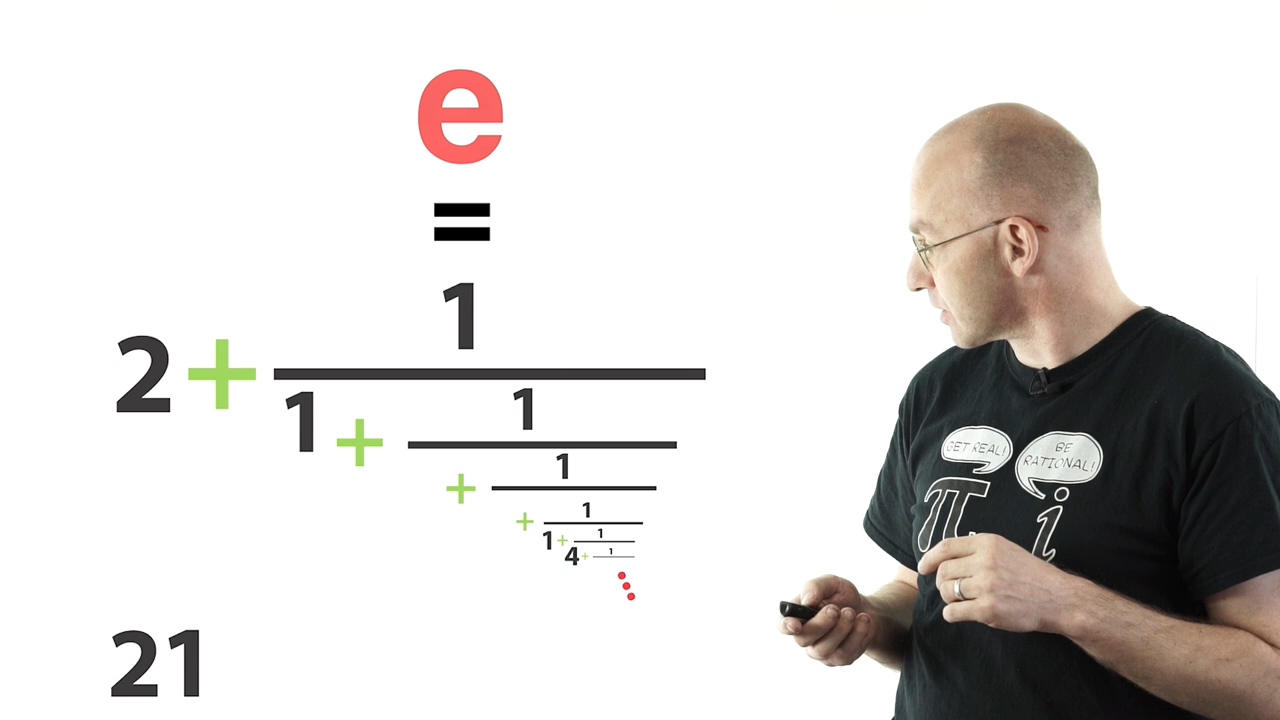 e
=
1
2+
1
1+
1
+
1
+
1
1+
1
4+
21
GET REAL!
BE
RATIONAL!
π
i